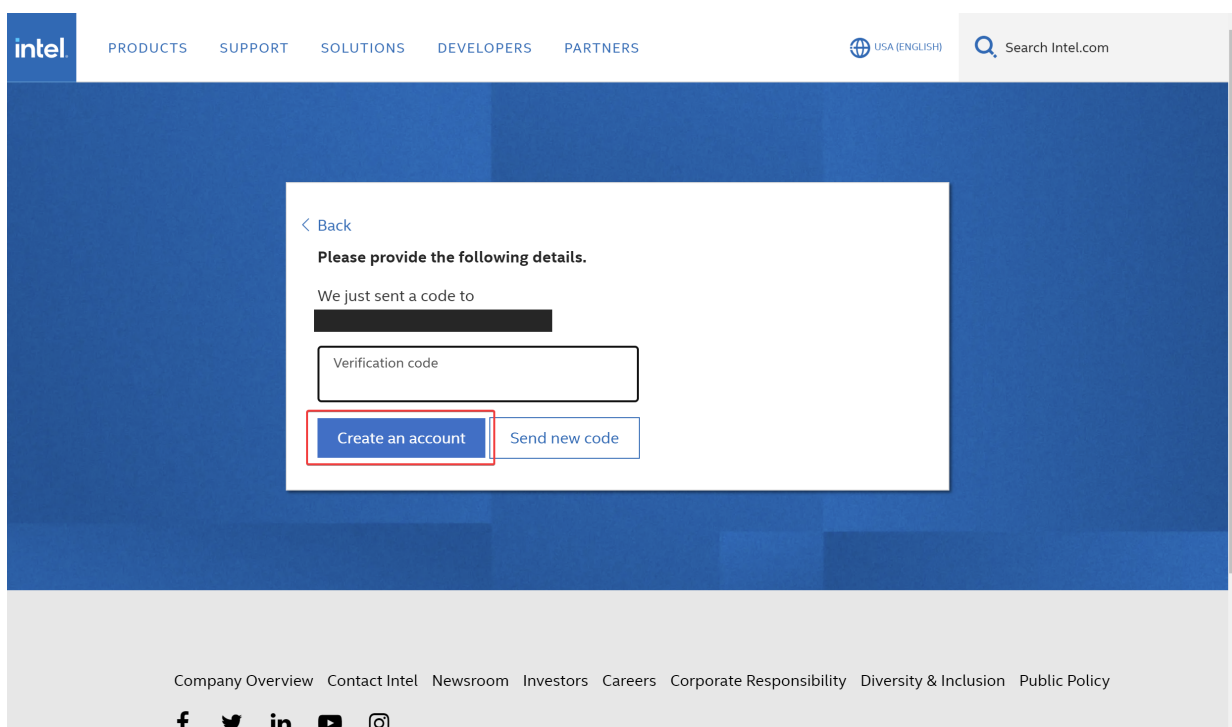 intel.
PRODUCTS SUPPORT SOLUTIONS DEVELOPERS PARTNERS USA (ENGLISH) Search Intel.com
Back
Please provide the following details.
We just sent a code to
Verification code
Create an account Send new code
Company Overview Contact Intel Newsroom Investors Careers Corporate Responsibility Diversity & Inclusion Public Policy